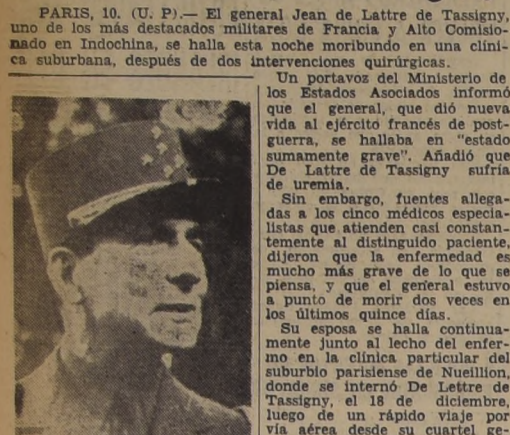 PARIS, 10. (U. P).— El general Jean de Lattre de Tassigny,
uno de los más destacados militares de Francia y Alto Comisio-
nado en Indochina, se halla esta noche moribundo en una clíni-
ca suburbana, después de dos intervenciones quirúrgicas.
Un portavoz del Ministerio de
los Estados Asociados informó
que el general, que dió nueva
vida al ejército francés de post-
guerra, se hallaba en "estado
sumamente grave". Añadió que
De Lattre de Tassigny sufría
de uremia.
Sin embargo, fuentes allega-
das a los cinco médicos especia-
listas que atienden casi constan-
temente al distinguido paciente,
dijeron que la enfermedad es
mucho más grave de lo que se
piensa, y que el general estuvo
a punto de morir dos veces en
los últimos quince días.
Su esposa se halla continua-
mente junto al lecho del enfer-
mo en la clínica particular del
suburbio parisiense de Nueillion,
donde se internó De Lettre de
Tassigny, el 18 de diciembre,
luego de un rápido viaje por
vía aérea desde su cuartel ge-